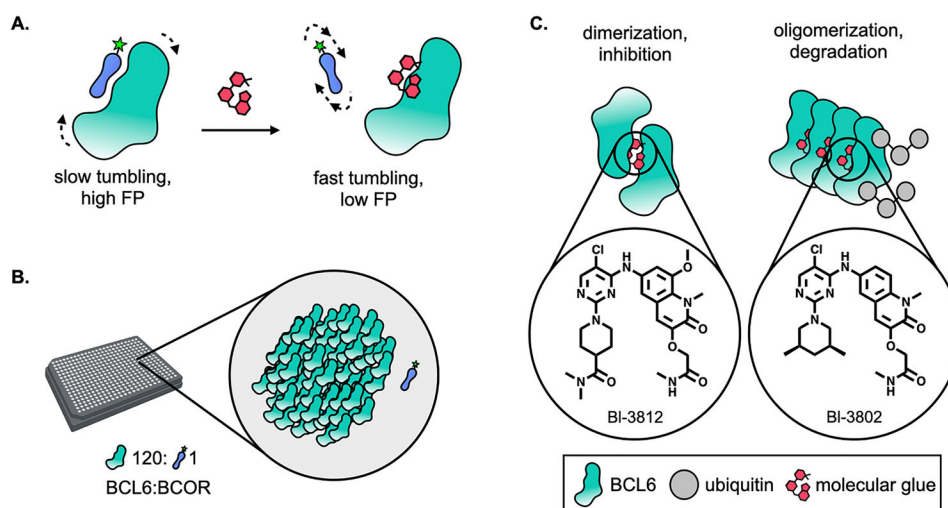 A.
slow tumbling,
high FP
fast tumbling,
low FP
B.
120: 1
BCL6:BCOR
C.
dimerization,
inhibition
oligomerization,
degradation
Cl
N
N
H
N
O
N
O
N
O
N
O
N
H
O
BI-3812
Cl
N
N
H
N
N
O
N
O
N
H
O
BI-3802
BCL6
ubiquitin
molecular glue